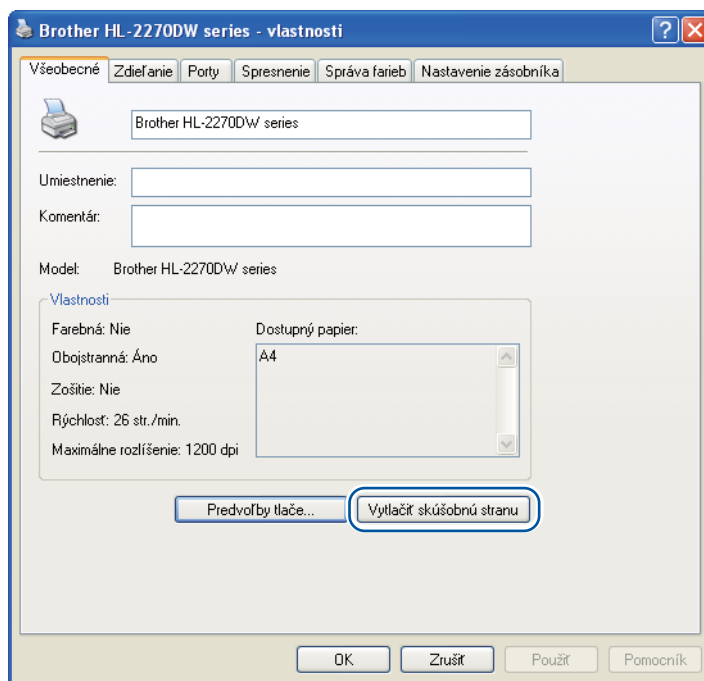 Brother HL-2270DW series - vlastnosti
Všeobecné Zdieľanie Porty Spresnenie Správa farieb Nastavenie zásobníka
Brother HL-2270DW series
Umiestnenie:
Komentár:
Model: Brother HL-2270DW series
Vlastnosti
Farebná: Nie Dostupný papier:
Obojstranná: Áno A4
Zošitie: Nie
Rýchlosť: 26 str./min.
Maximálne rozlíšenie: 1200 dpi
Predvoľby tlače... Vytlačiť skúšobnú stranu
OK Zrušiť Použiť Pomocník